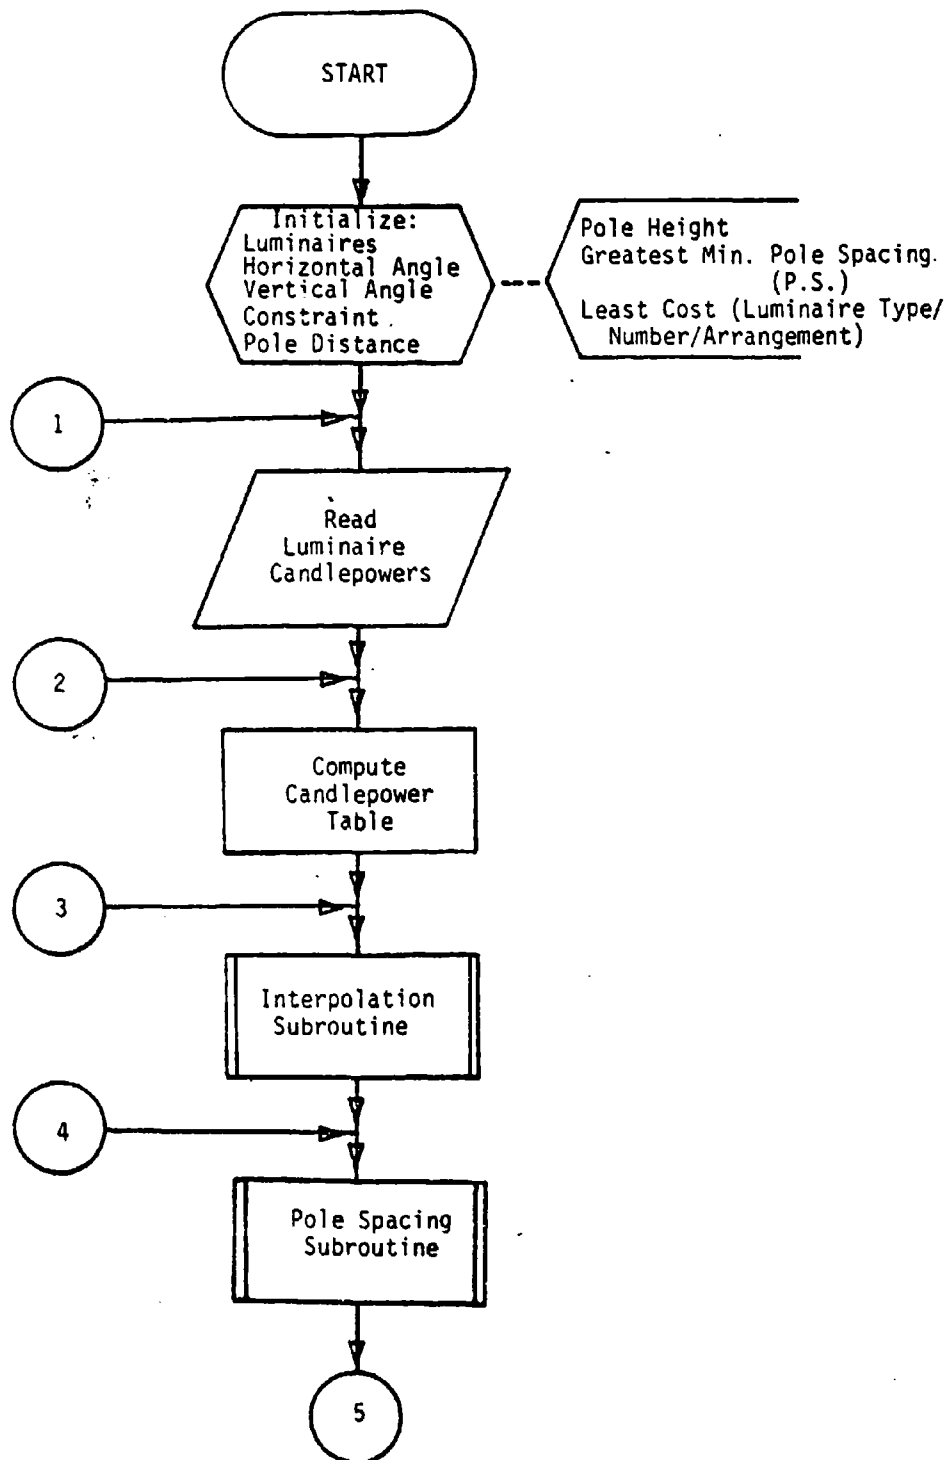 START
Initialize:
Luminaires
Horizontal Angle
Vertical Angle
Constraint
Pole Distance
Pole Height
Greatest Min. Pole Spacing.
(P.S.)
Least Cost (Luminaire Type/
Number/Arrangement)
1
Read
Luminaire
Candlepowers
2
Compute
Candlepower
Table
3
Interpolation
Subroutine
4
Pole Spacing
Subroutine
5